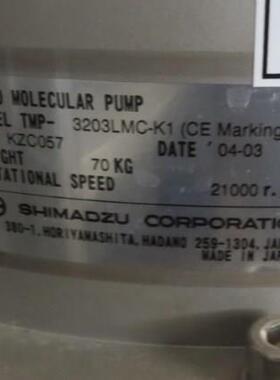 O MOLECULAR PUMP
EL TMP- 3203LMC-K1 (CE Marking
KZC057 DATE '04-03
GHT 70 KG
TATIONAL SPEED 21000 r.
SHIMADZU CORPORATI
380-1, HORIYAMASHITA, HADANO 259-1304, JA
MADE IN JAP